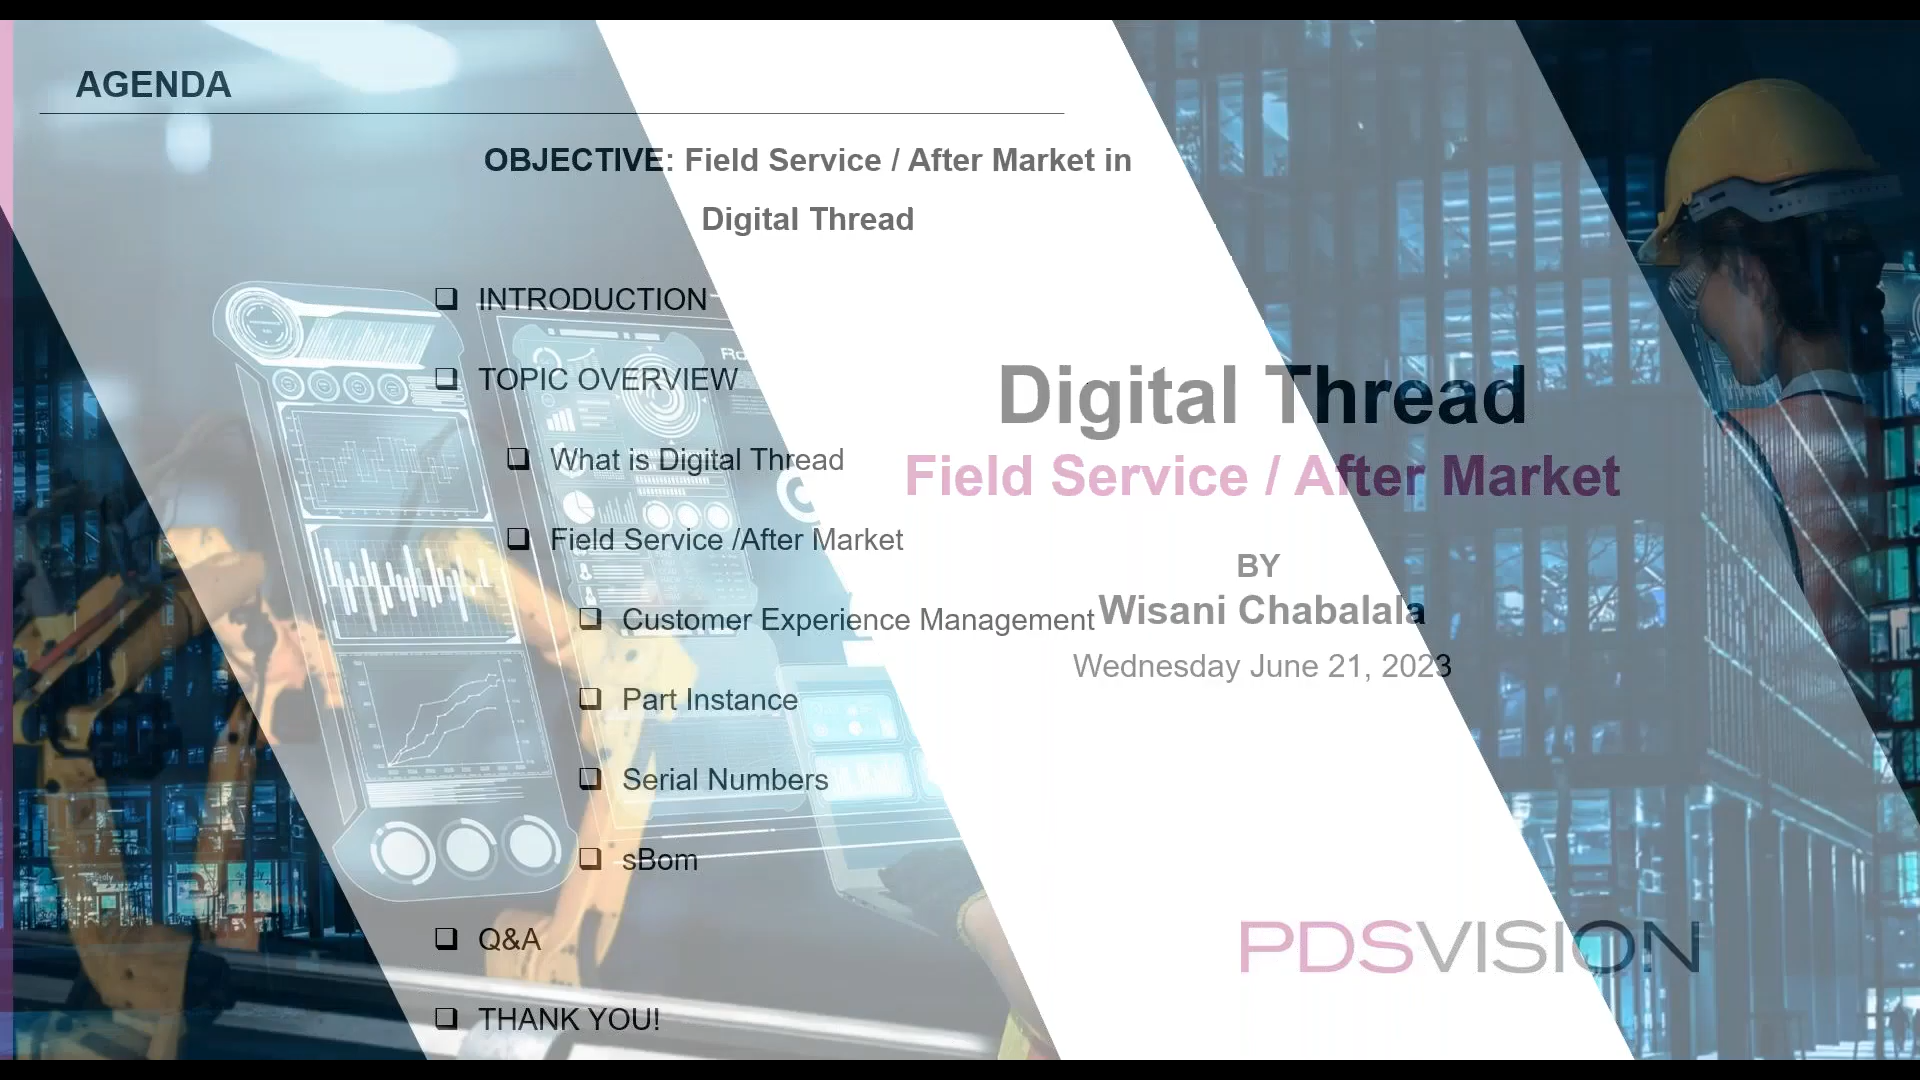 AGENDA
OBJECTIVE: Field Service / After Market in
Digital Thread
❑ INTRODUCTION
❑ TOPIC OVERVIEW
❑ What is Digital Thread
❑ Field Service /After Market
❑ Customer Experience Management
❑ Part Instance
❑ Serial Numbers
❑ sBom
❑ Q&A
❑ THANK YOU!
Digital Thread
Field Service / After Market
BY
Wisani Chabalala
Wednesday June 21, 2023
PDSVISION